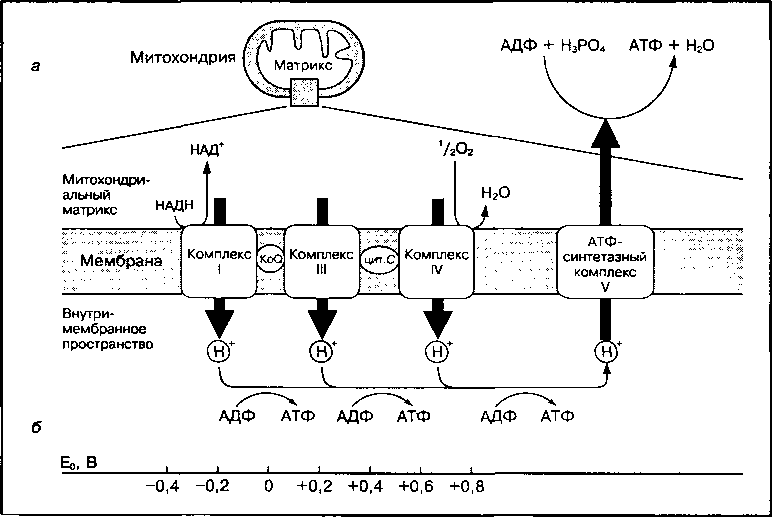 а
Митохондрия
Матрикс
АДФ + H₃PO₄ АТФ + H₂O
НАД⁺
НАДН
¹/₂O₂
H₂O
Митохондри-
альный
матрикс
Мембрана
Комплекс
I
КоQ
Комплекс
III
цит.С
Комплекс
IV
АТФ-
синтетазный
комплекс
V
Внутри-
мембранное
пространство
H⁺ H⁺ H⁺ H⁺
АДФ АТФ АДФ АТФ АДФ АТФ
б
E₀, В
−0,4 −0,2 0 +0,2 +0,4 +0,6 +0,8